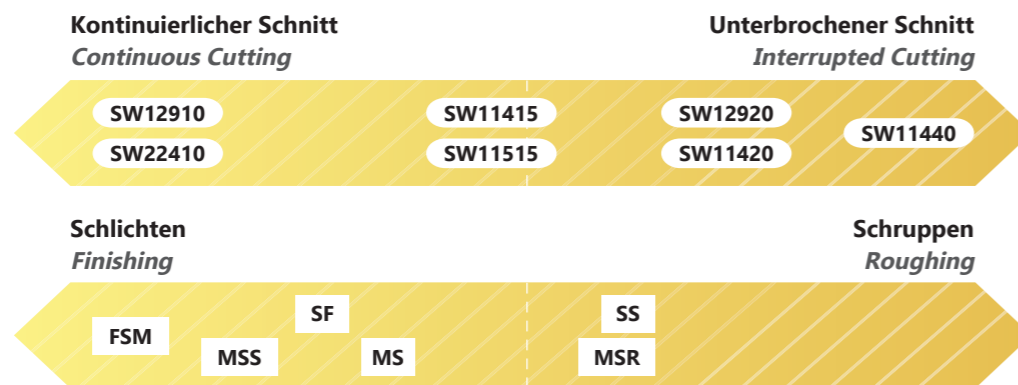 Kontinuierlicher Schnitt
Continuous Cutting
Unterbrochener Schnitt
Interrupted Cutting
SW12910
SW11415
SW12920
SW11440
SW22410
SW11515
SW11420
Schlichten
Finishing
Schruppen
Roughing
SF
SS
FSM
MSS
MS
MSR